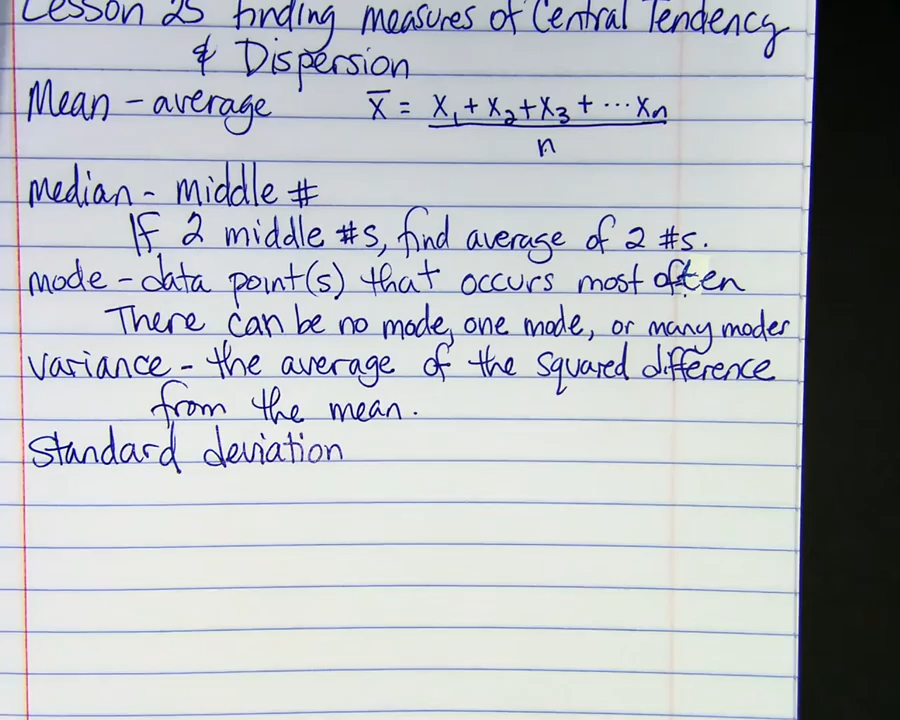 Lesson 25 finding measures of Central Tendency
& Dispersion
Mean - average x̄ = x₁ + x₂ + x₃ + ... xₙ
n
median - middle #
If 2 middle #s, find average of 2 #s.
mode - data point(s) that occurs most often
There can be no mode, one mode, or many modes
variance - the average of the squared difference
from the mean.
Standard deviation